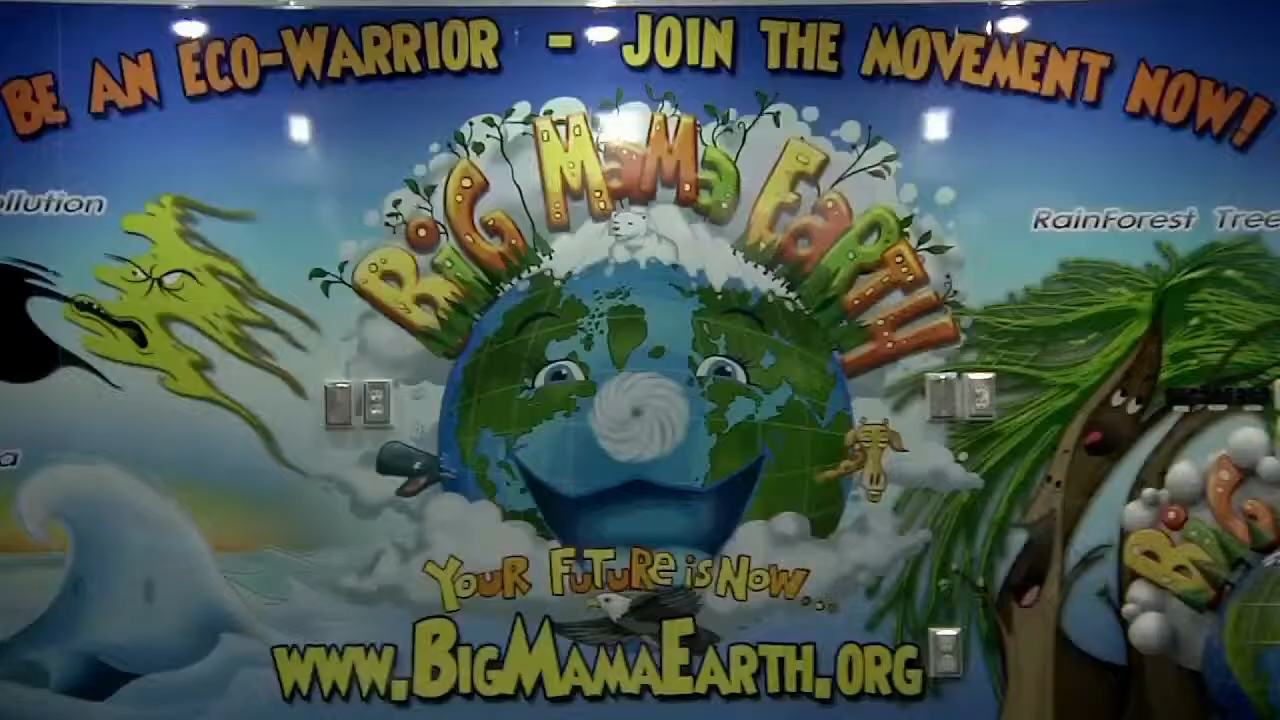 BE AN ECO-WARRIOR - JOIN THE MOVEMENT NOW!
BiG MaMa EaRTH
RainForest Tree
YOUR FUTURe is NOW...
WWW.BIGMAMAEARTH.ORG
BiG